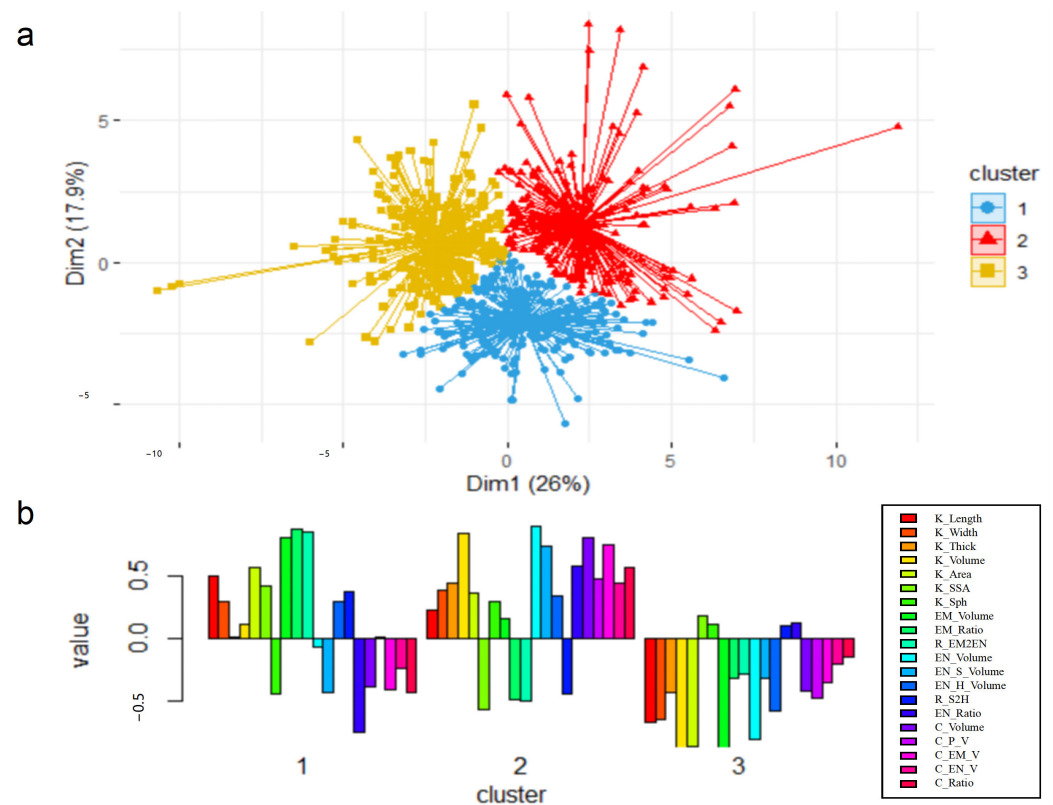 a
5
0
-5
Dim2 (17.9%)
-10
-5
0
5
10
Dim1 (26%)
cluster
1
2
3
b
value
0.5
0.0
-0.5
1
2
3
cluster
K_Length
K_Width
K_Thick
K_Volume
K_Area
K_SSA
K_Sph
EM_Volume
EM_Ratio
R_EM2EN
EN_Volume
EN_S_Volume
EN_H_Volume
R_S2H
EN_Ratio
C_Volume
C_P_V
C_EM_V
C_EN_V
C_Ratio